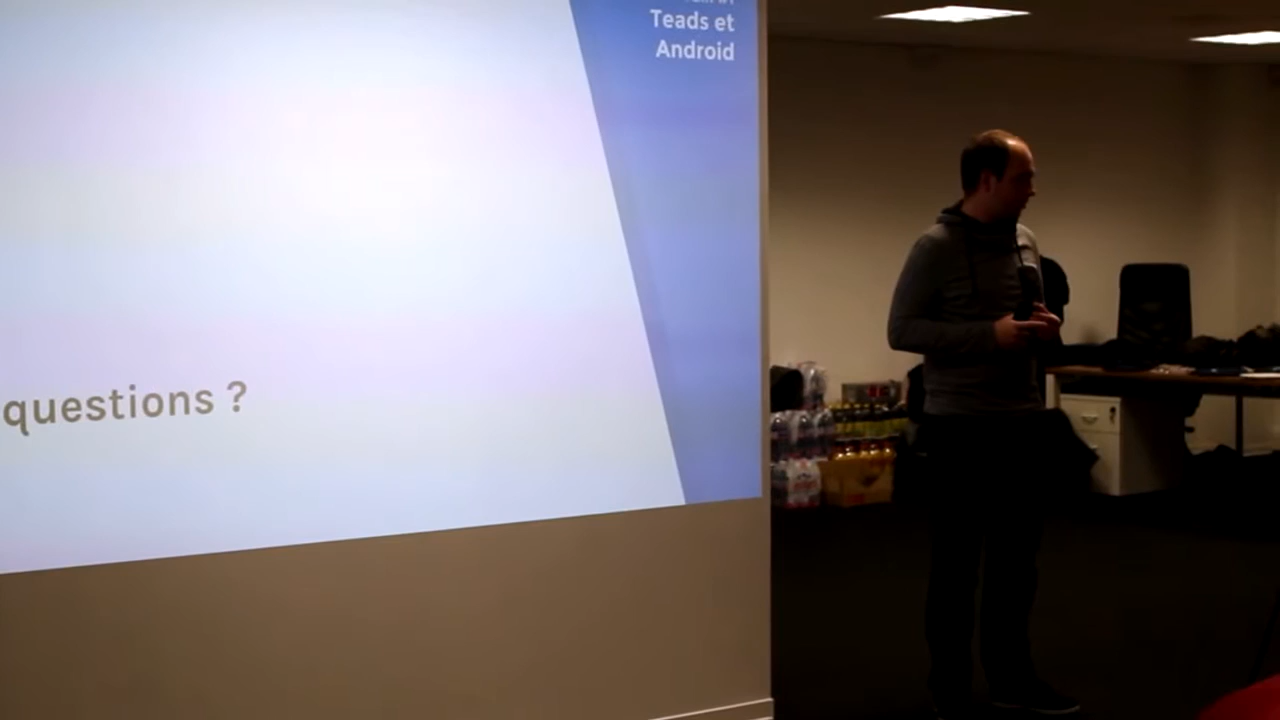 Teads et
Android
questions ?